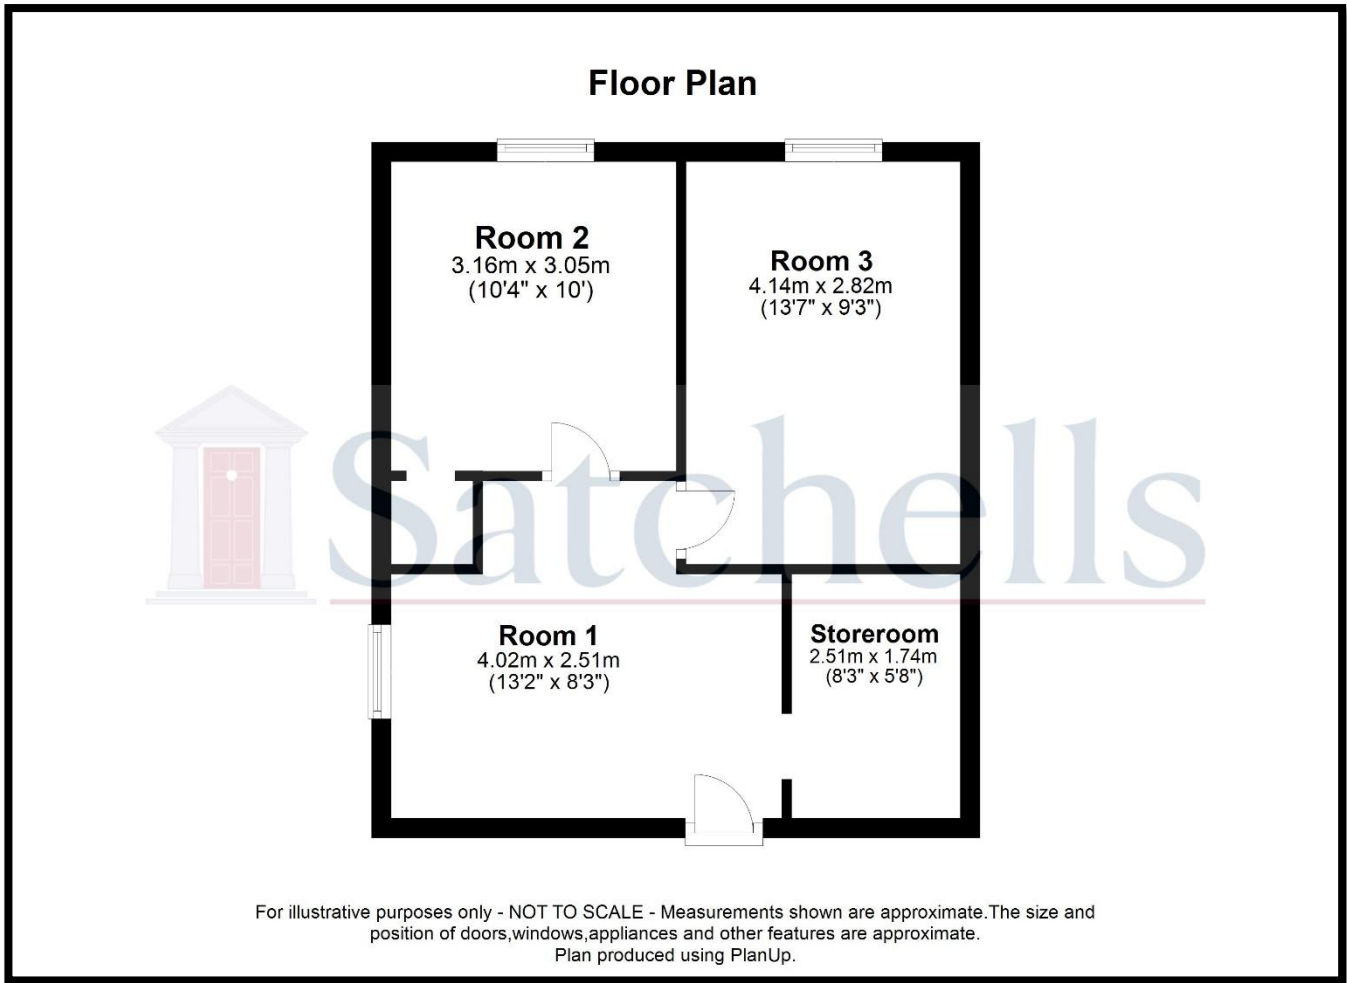 Floor Plan
Room 2
3.16m x 3.05m
(10'4" x 10')
Room 3
4.14m x 2.82m
(13'7" x 9'3")
Satchells
Room 1
4.02m x 2.51m
(13'2" x 8'3")
Storeroom
2.51m x 1.74m
(8'3" x 5'8")
For illustrative purposes only - NOT TO SCALE - Measurements shown are approximate.The size and
position of doors,windows,appliances and other features are approximate.
Plan produced using PlanUp.